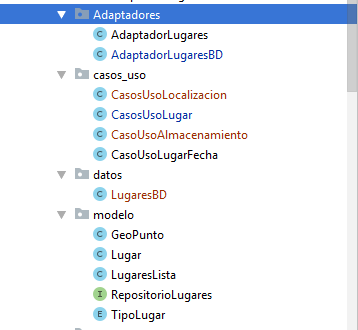 Adaptadores
C AdaptadorLugares
C AdaptadorLugaresBD
casos_uso
C CasosUsoLocalizacion
C CasosUsoLugar
C CasoUsoAlmacenamiento
C CasoUsoLugarFecha
datos
C LugaresBD
modelo
C GeoPunto
C Lugar
C LugaresLista
I RepositorioLugares
E TipoLugar